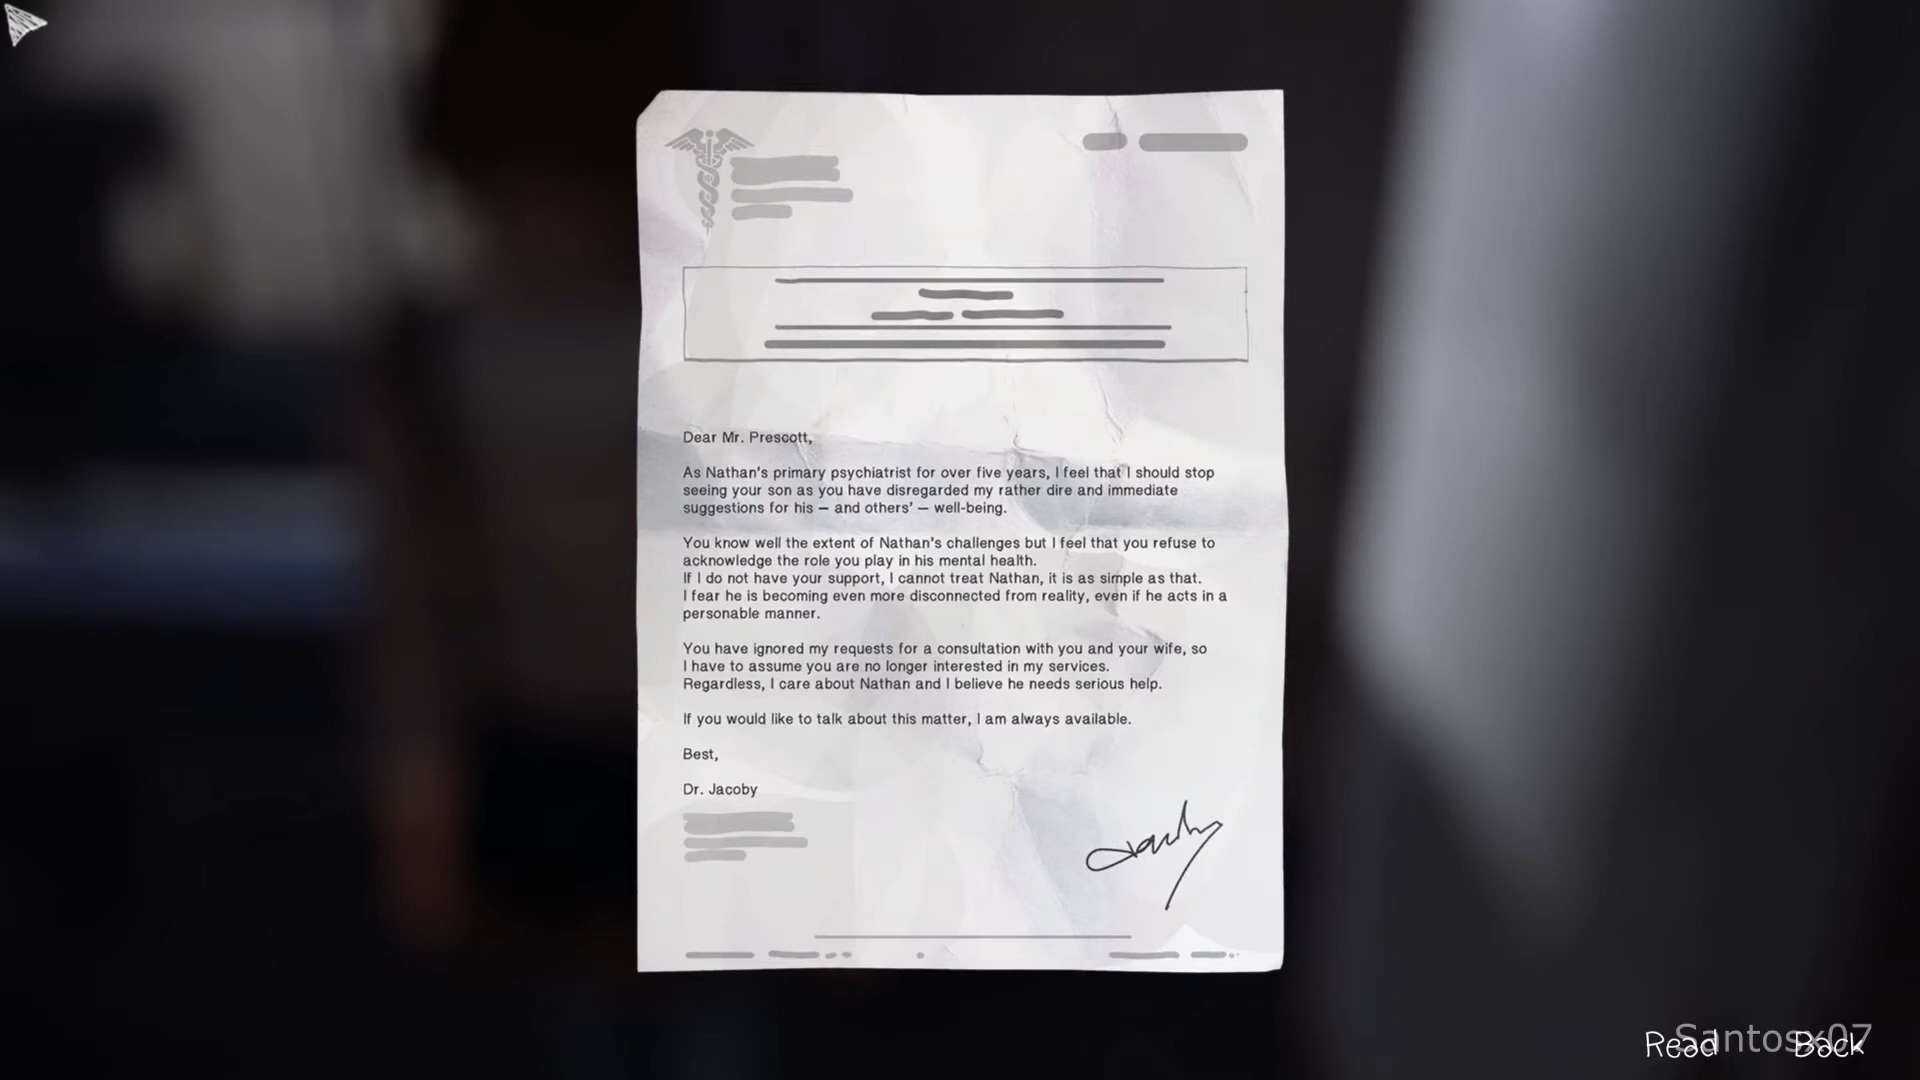 Dear Mr. Prescott,
As Nathan's primary psychiatrist for over five years, I feel that I should stop
seeing your son as you have disregarded my rather dire and immediate
suggestions for his – and others' – well-being.
You know well the extent of Nathan's challenges but I feel that you refuse to
acknowledge the role you play in his mental health.
If I do not have your support, I cannot treat Nathan, it is as simple as that.
I fear he is becoming even more disconnected from reality, even if he acts in a
personable manner.
You have ignored my requests for a consultation with you and your wife, so
I have to assume you are no longer interested in my services.
Regardless, I care about Nathan and I believe he needs serious help.
If you would like to talk about this matter, I am always available.
Best,
Dr. Jacoby
Read Back
Santosx07